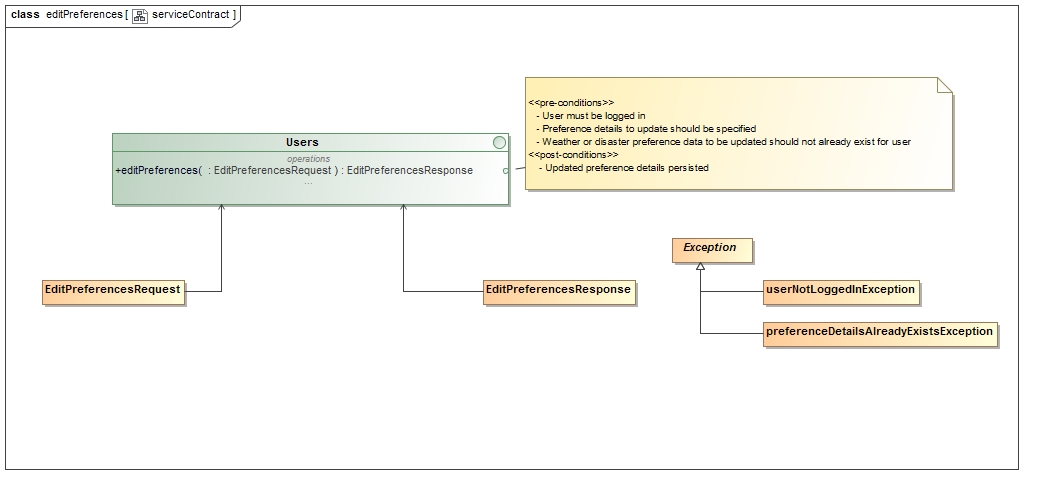 class editPreferences [ serviceContract ]
<<pre-conditions>>
- User must be logged in
- Preference details to update should be specified
- Weather or disaster preference data to be updated should not already exist for user
<<post-conditions>>
- Updated preference details persisted
Users
operations
+editPreferences( : EditPreferencesRequest ) : EditPreferencesResponse
...
Exception
EditPreferencesRequest
EditPreferencesResponse
userNotLoggedInException
preferenceDetailsAlreadyExistsException